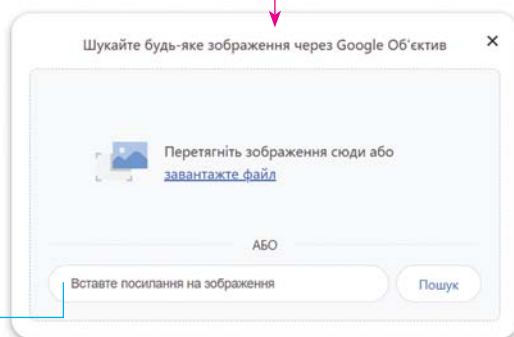 Шукайте будь-яке зображення через Google Об'єктив
Перетягніть зображення сюди або
завантажте файл
АБО
Вставте посилання на зображення
Пошук